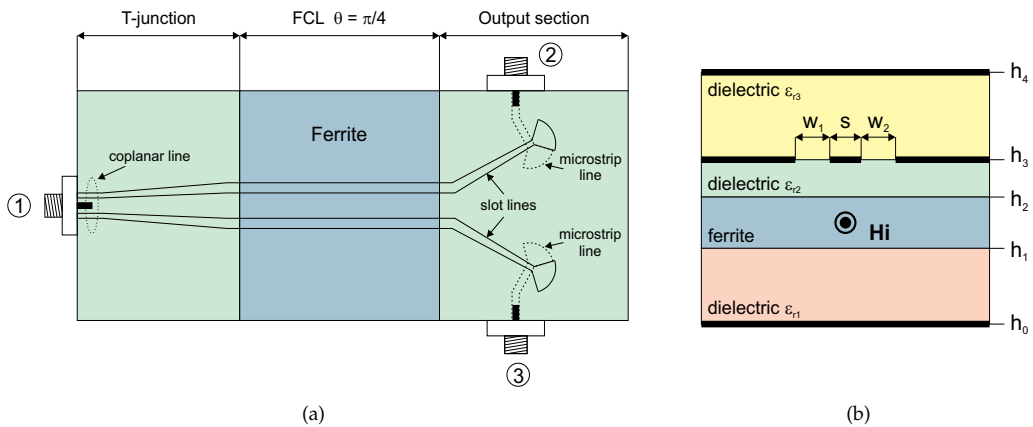 T-junction
FCL θ = π/4
Output section
②
Ferrite
coplanar line
①
microstrip
line
slot lines
microstrip
line
③
(a)
h₄
dielectric εᵣ₃
w₁ s w₂
h₃
dielectric εᵣ₂
h₂
ferrite
Hi
h₁
dielectric εᵣ₁
h₀
(b)